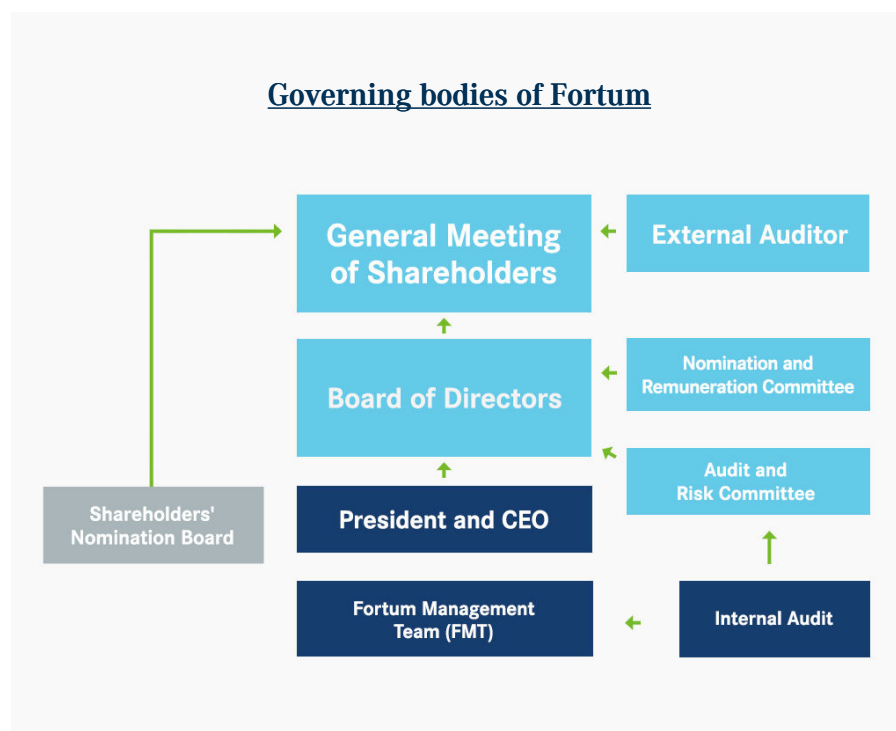 Governing bodies of Fortum
General Meeting
of Shareholders
External Auditor
Board of Directors
Nomination and
Remuneration Committee
Audit and
Risk Committee
Shareholders'
Nomination Board
President and CEO
Fortum Management
Team (FMT)
Internal Audit